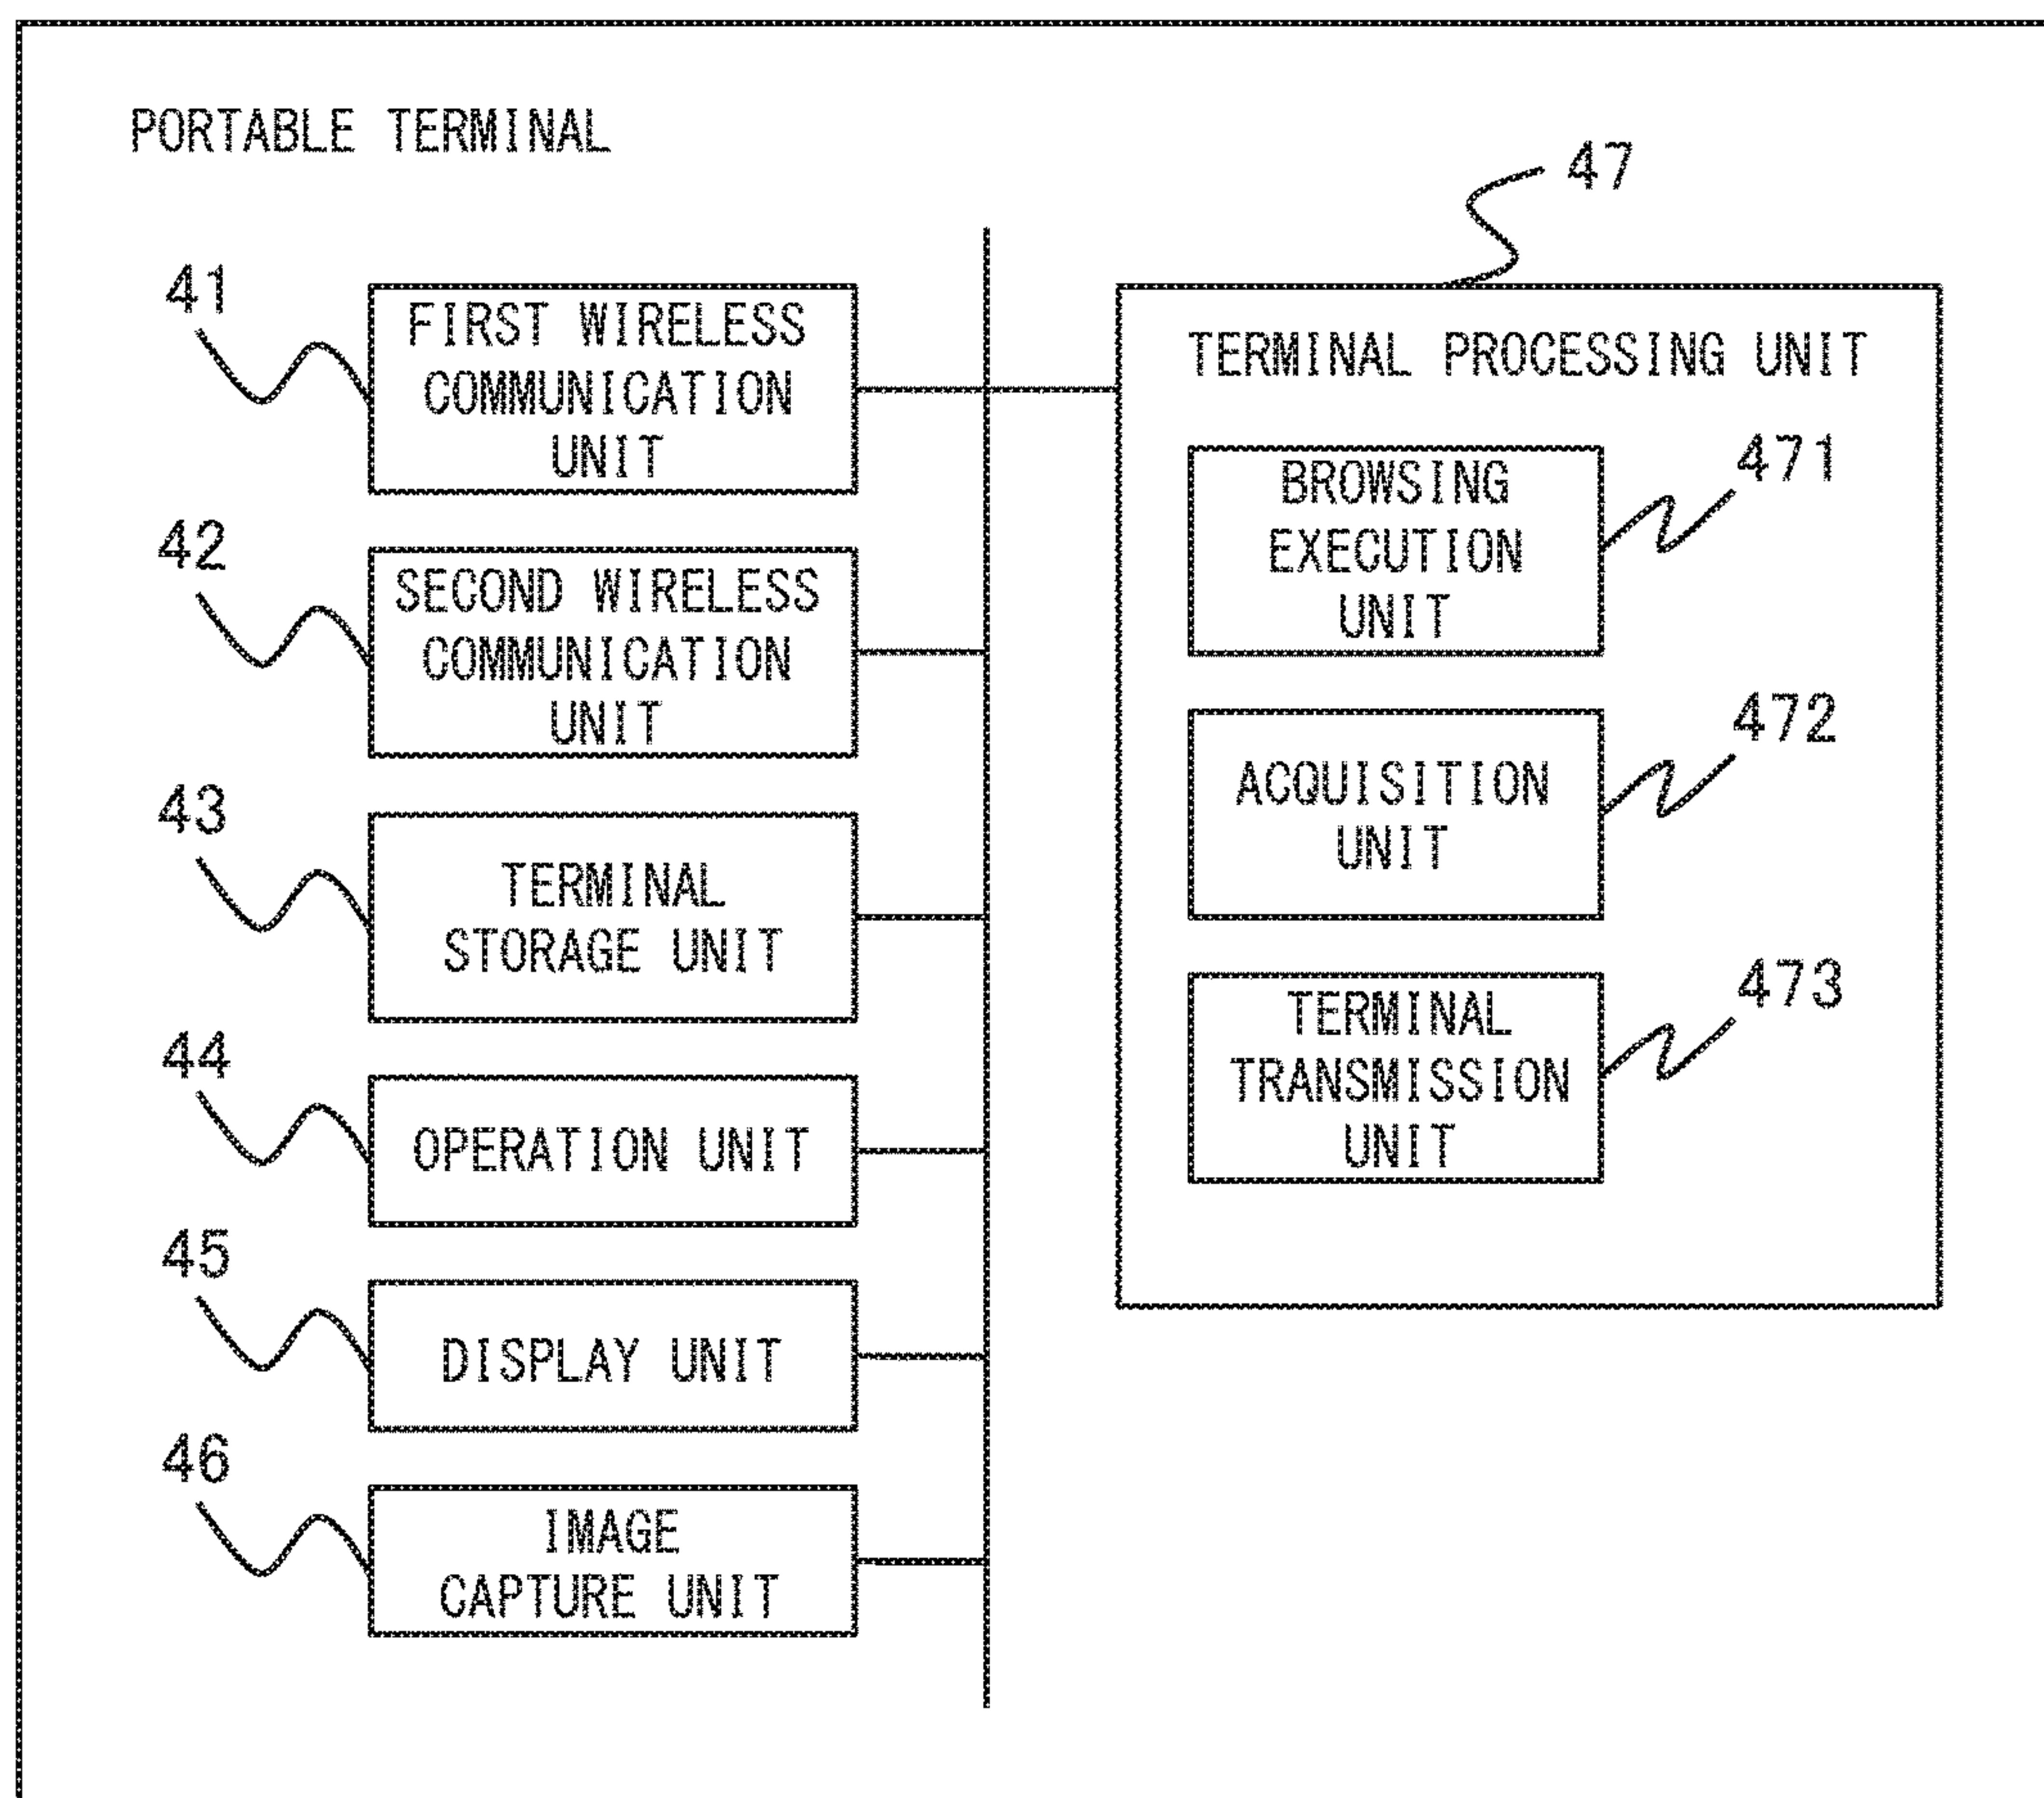 PORTABLE TERMINAL
41
FIRST WIRELESS
COMMUNICATION
UNIT
42
SECOND WIRELESS
COMMUNICATION
UNIT
43
TERMINAL
STORAGE UNIT
44
OPERATION UNIT
45
DISPLAY UNIT
46
IMAGE
CAPTURE UNIT
47
TERMINAL PROCESSING UNIT
BROWSING
EXECUTION
UNIT
471
ACQUISITION
UNIT
472
TERMINAL
TRANSMISSION
UNIT
473